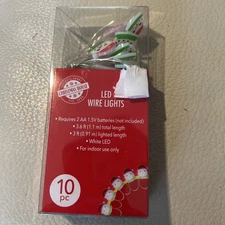 LED
WIRE LIGHTS
• Requires 2 AA 1.5V batteries (not included)
• 3.6 ft (1.1 m) total length
• 3 ft (0.91 m) lighted length
• White LED
• For indoor use only
10
pc